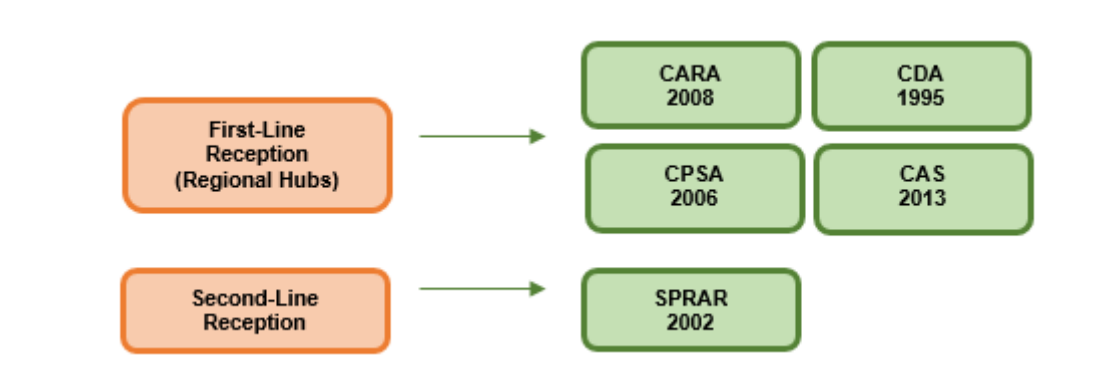 First-Line
Reception
(Regional Hubs)
CARA
2008
CDA
1995
CPSA
2006
CAS
2013
Second-Line
Reception
SPRAR
2002